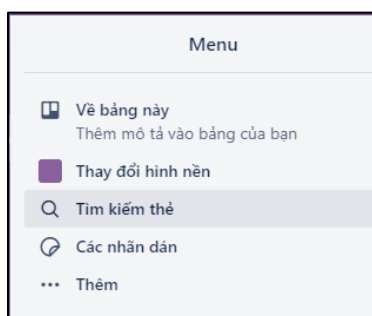 Menu
Về bảng này
Thêm mô tả vào bảng của bạn
Thay đổi hình nền
Tìm kiếm thẻ
Các nhãn dán
Thêm